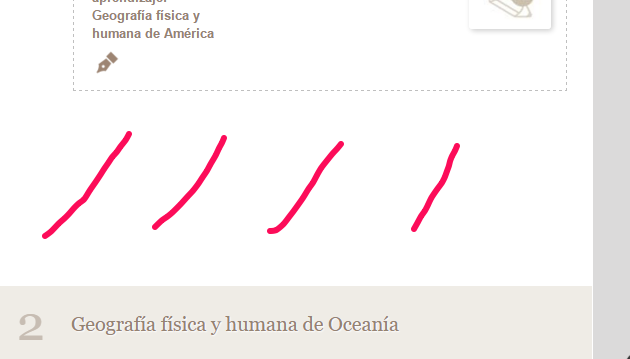 Geografía física y
humana de América
2 Geografía física y humana de Oceanía